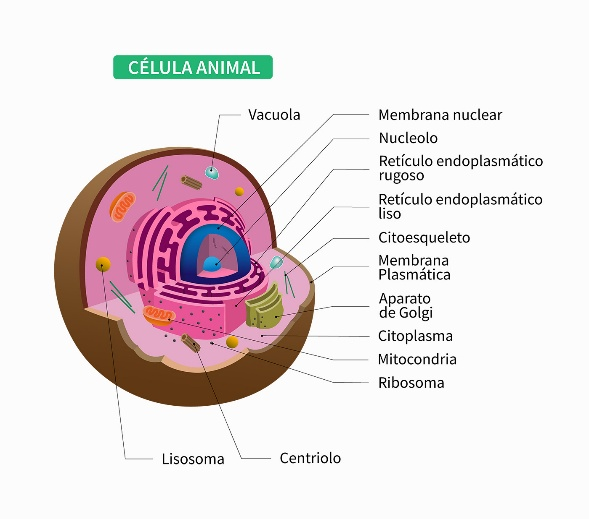 CÉLULA ANIMAL
Vacuola
Membrana nuclear
Nucleolo
Retículo endoplasmático
rugoso
Retículo endoplasmático
liso
Citoesqueleto
Membrana
Plasmática
Aparato
de Golgi
Citoplasma
Mitocondria
Ribosoma
Lisosoma
Centriolo